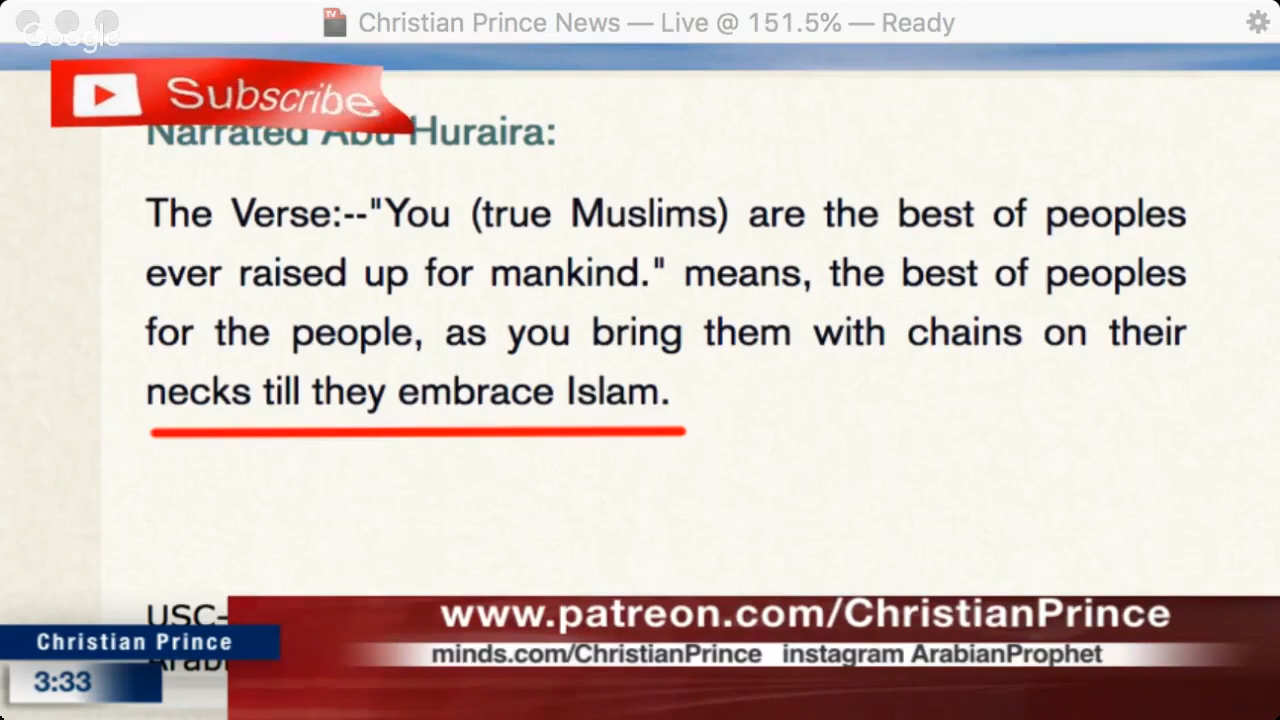 Christian Prince News — Live @ 151.5% — Ready
Google
TV
Subscribe
Narrated Abu Huraira:
The Verse:--"You (true Muslims) are the best of peoples
ever raised up for mankind." means, the best of peoples
for the people, as you bring them with chains on their
necks till they embrace Islam.
USC-
www.patreon.com/ChristianPrince
Christian Prince
minds.com/ChristianPrince instagram ArabianProphet
3:33